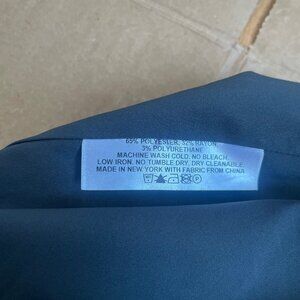 65% POLYESTER, 32% RAYON
3% POLYURETHANE
MACHINE WASH COLD, NO BLEACH,
LOW IRON, NO TUMBLE DRY, DRY CLEANABLE
MADE IN NEW YORK WITH FABRIC FROM CHINA